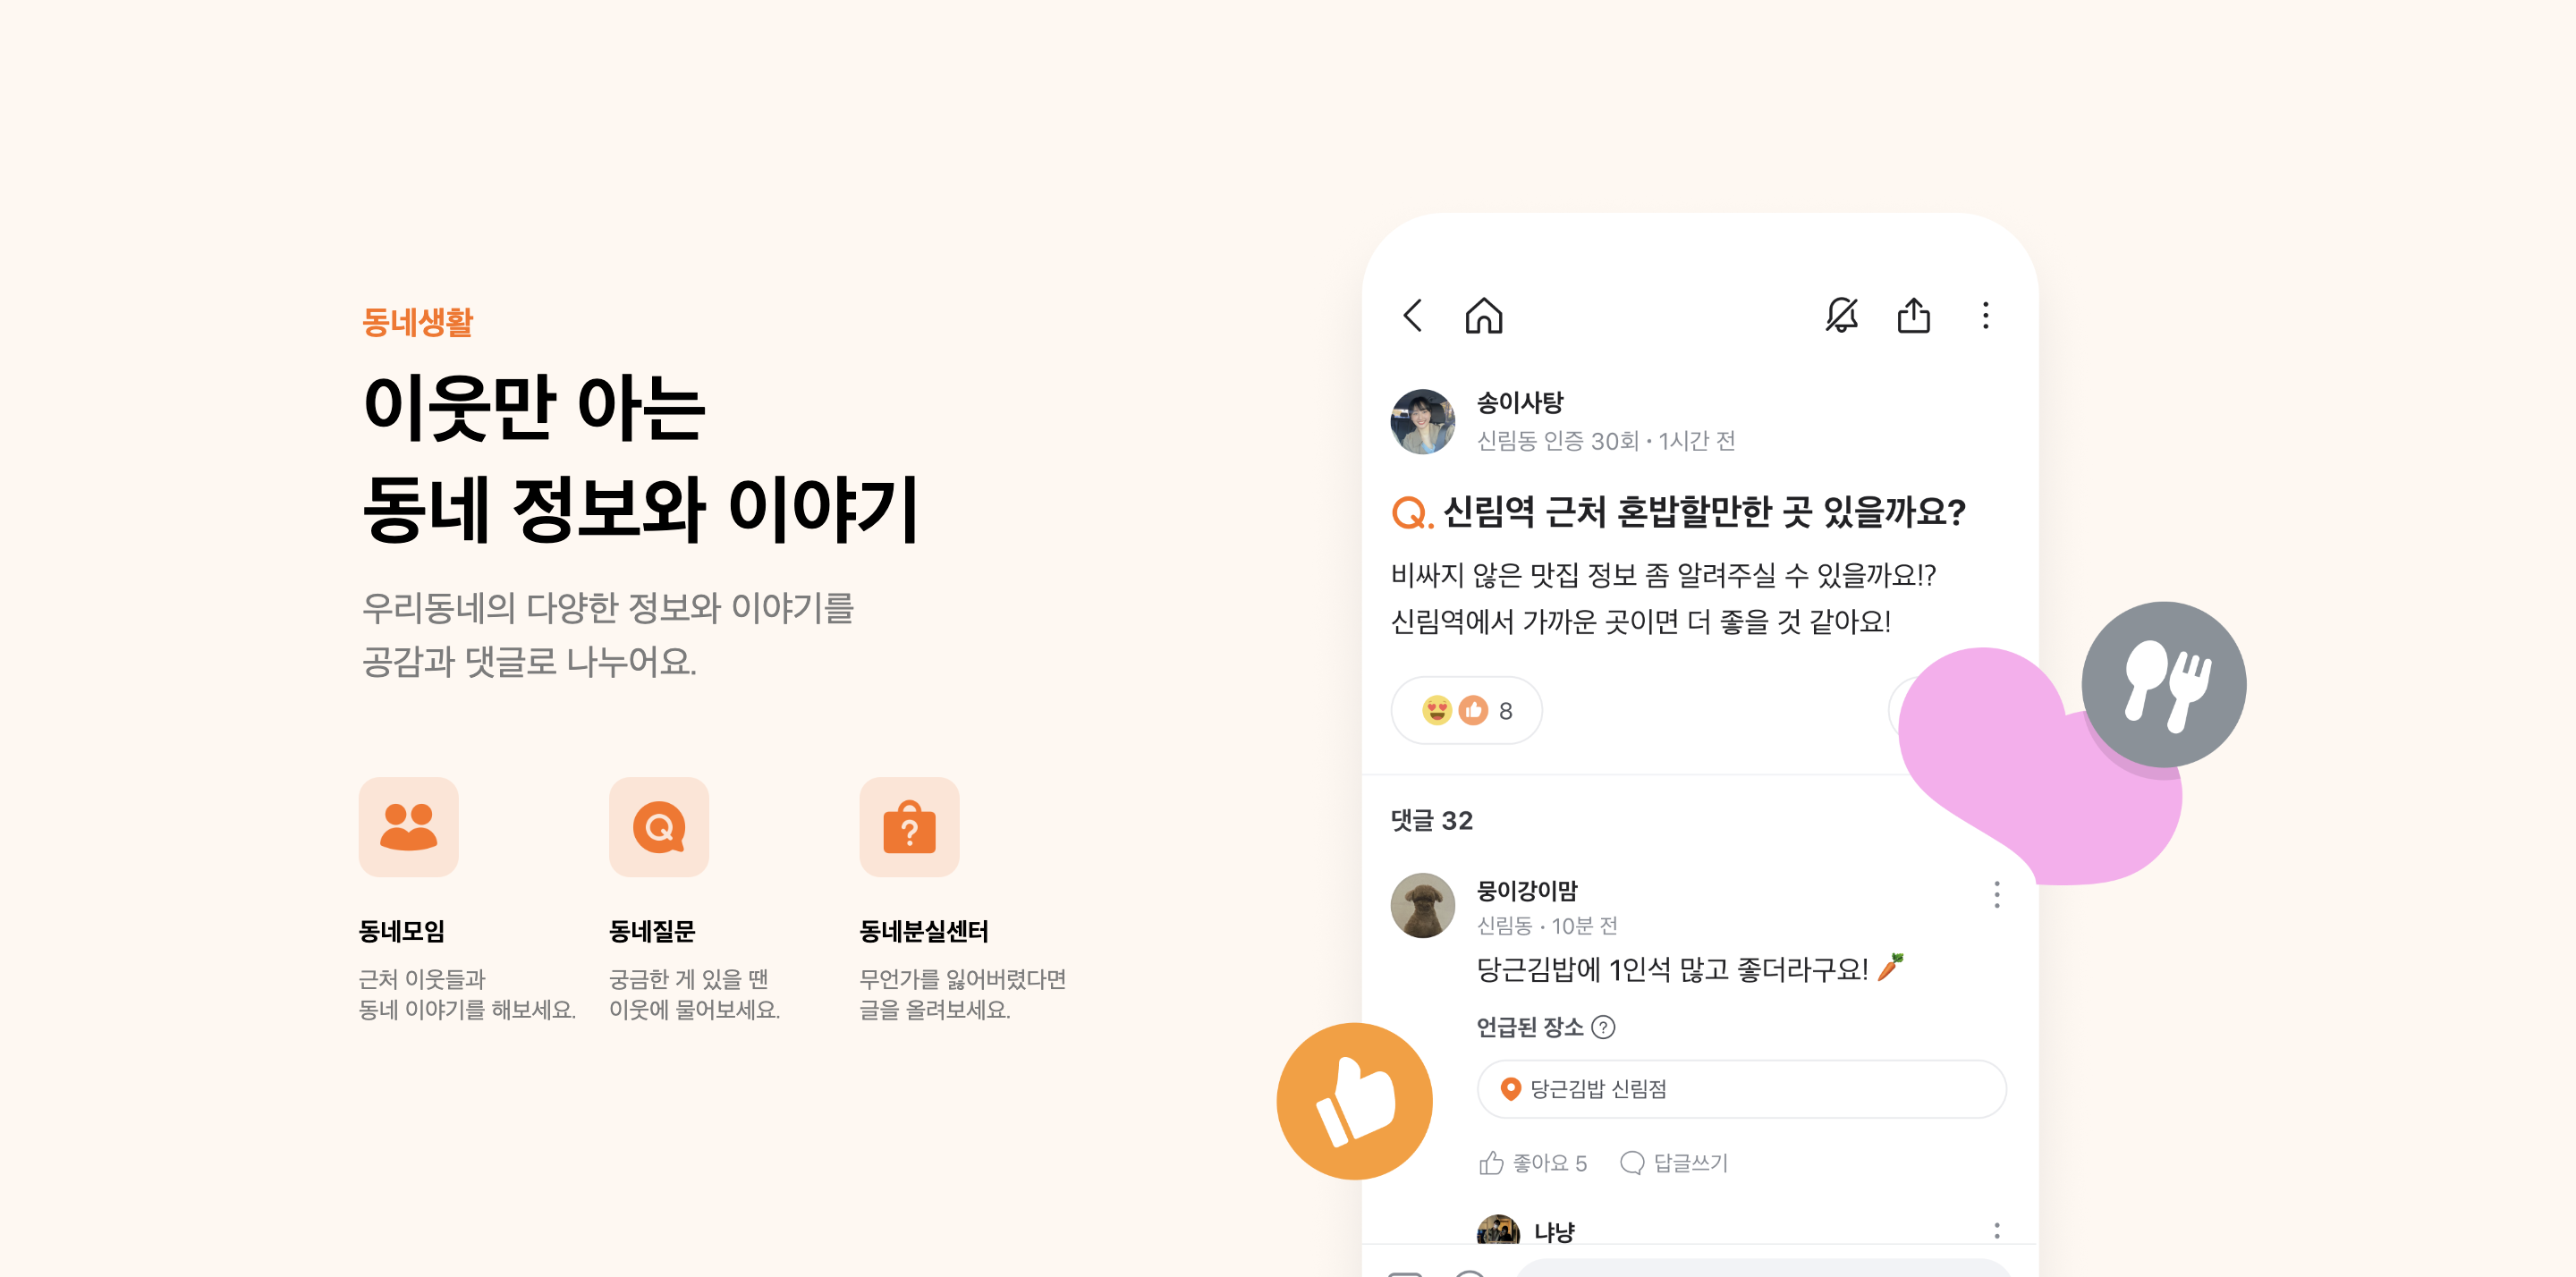 동네생활
이웃만 아는
동네 정보와 이야기
우리동네의 다양한 정보와 이야기를
공감과 댓글로 나누어요.
동네모임
근처 이웃들과
동네 이야기를 해보세요.
동네질문
궁금한 게 있을 땐
이웃에 물어보세요.
동네분실센터
무언가를 잃어버렸다면
글을 올려보세요.
송이사탕
신림동 인증 30회 • 1시간 전
Q. 신림역 근처 혼밥할만한 곳 있을까요?
비싸지 않은 맛집 정보 좀 알려주실 수 있을까요!?
신림역에서 가까운 곳이면 더 좋을 것 같아요!
8
댓글 32
뭉이강이맘
신림동 • 10분 전
당근김밥에 1인석 많고 좋더라구요! 🥕
언급된 장소 ?
당근김밥 신림점
좋아요 5 답글쓰기
냐냥